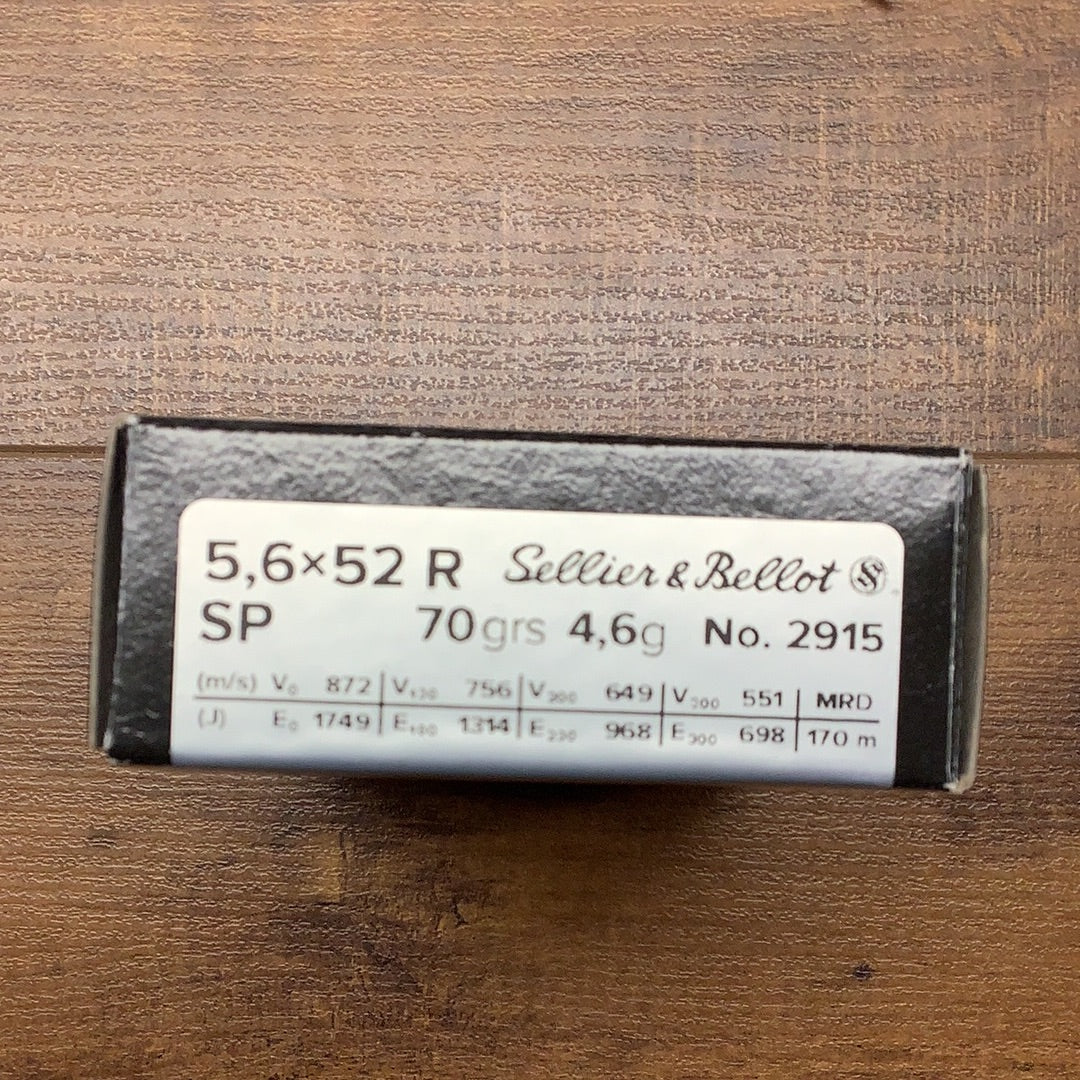 5,6×52 R Sellier & Bellot
SP 70grs 4,6g No. 2915
(m/s) V₀ 872 V₁₀₀ 756 V₂₀₀ 649 V₃₀₀ 551 MRD
(J) E₀ 1749 E₁₀₀ 1314 E₂₀₀ 968 E₃₀₀ 698 170 m